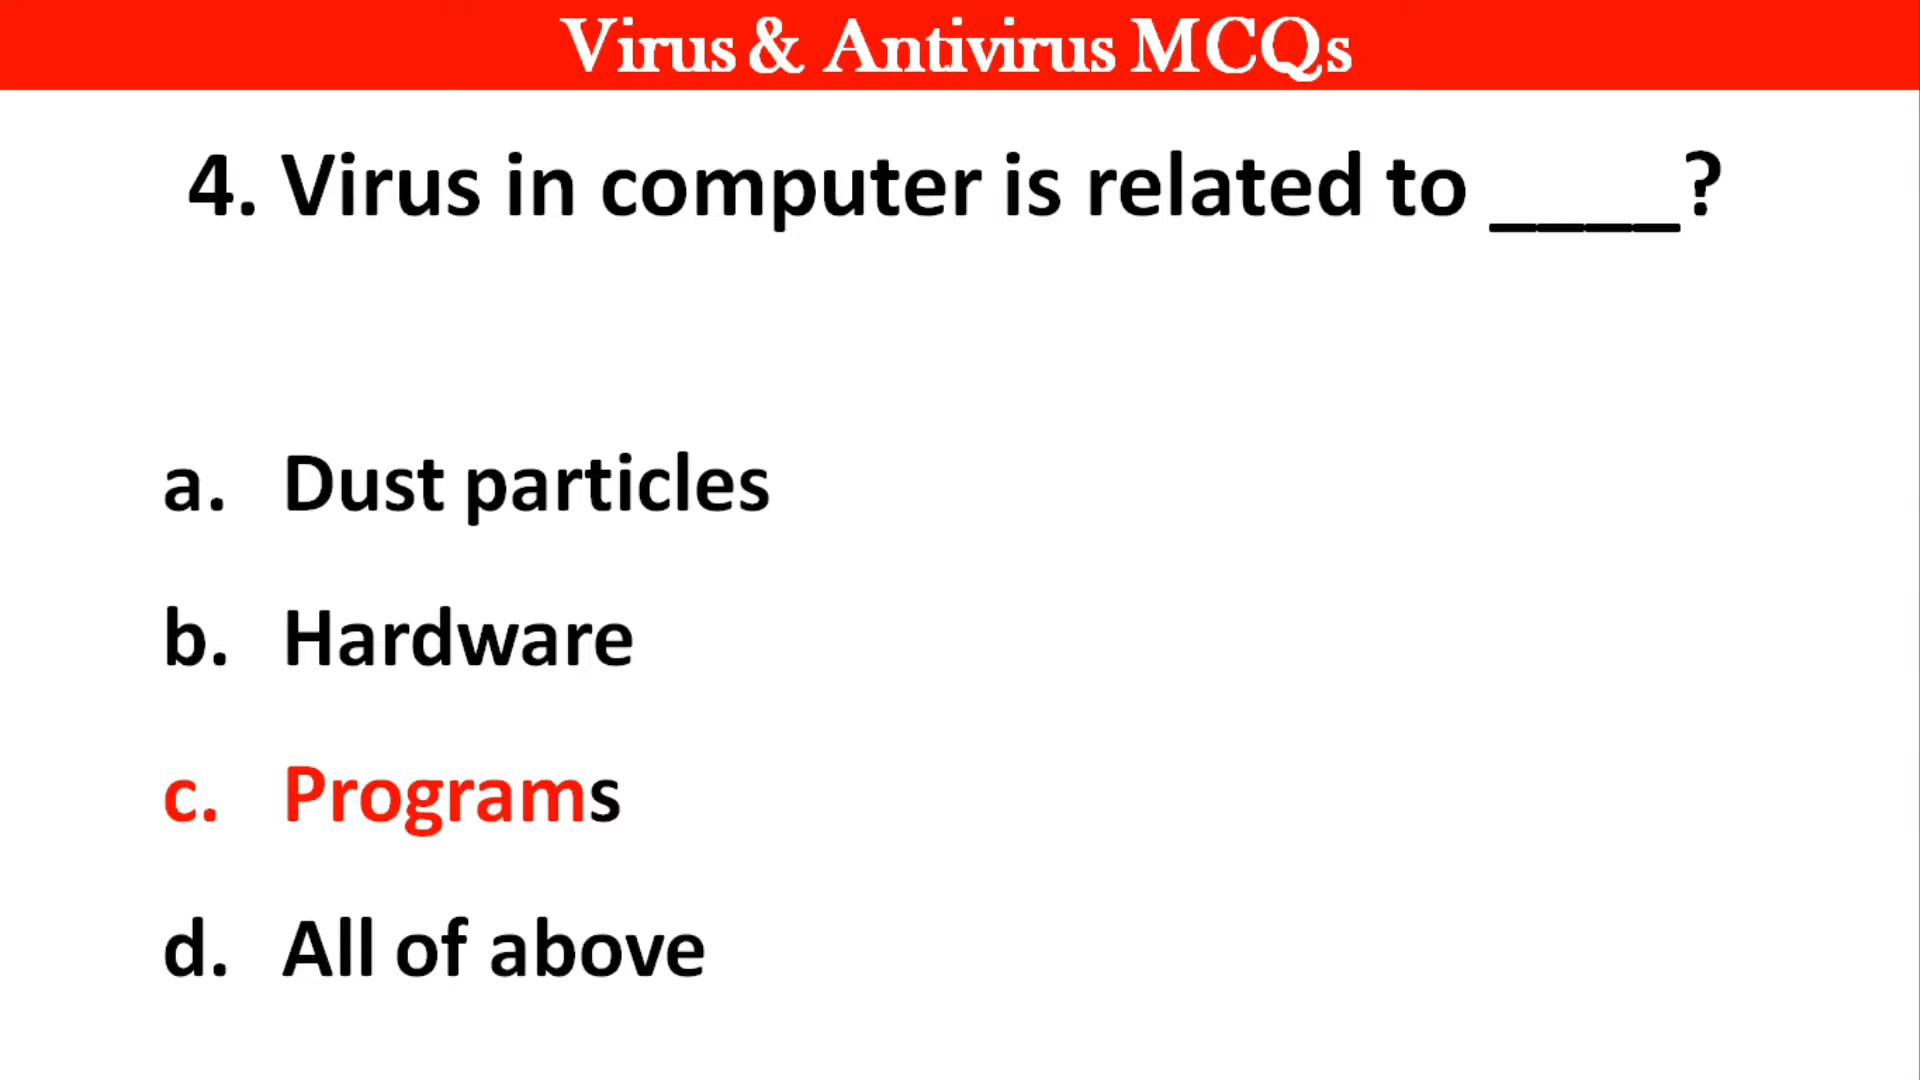 Virus & Antivirus MCQs
4. Virus in computer is related to ____?
a. Dust particles
b. Hardware
c. Programs
d. All of above